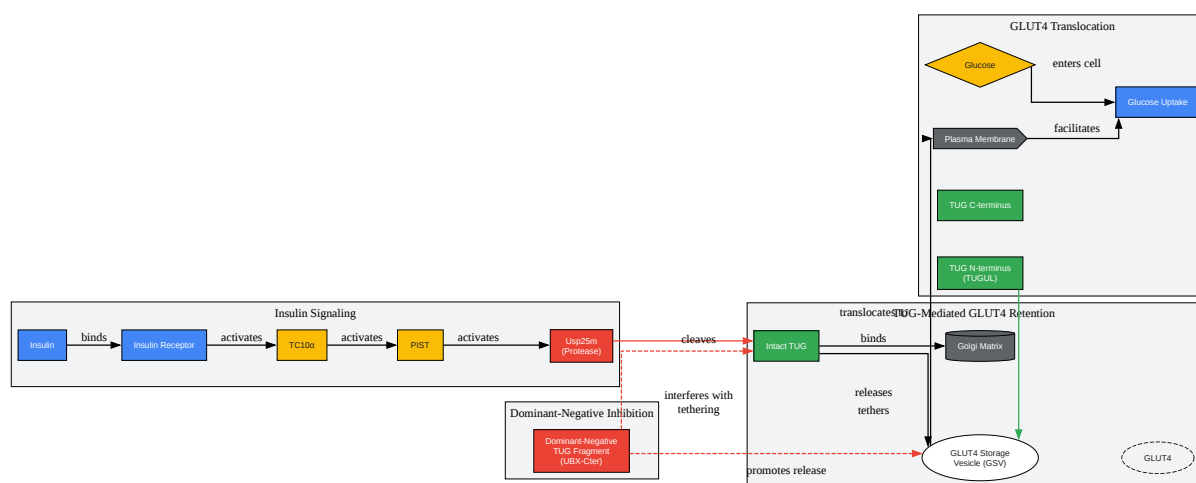 GLUT4 Translocation
Glucose
enters cell
Glucose Uptake
Plasma Membrane
facilitates
TUG C-terminus
TUG N-terminus
(TUGUL)
Insulin Signaling
Insulin
binds
Insulin Receptor
activates
TC10α
activates
PIST
activates
Usp25m
(Protease)
cleaves
translocates to
TUG-Mediated GLUT4 Retention
Intact TUG
binds
Golgi Matrix
releases
tethers
interferes with
tethering
Dominant-Negative Inhibition
Dominant-Negative
TUG Fragment
(UBX-Cter)
promotes release
GLUT4 Storage
Vesicle (GSV)
GLUT4